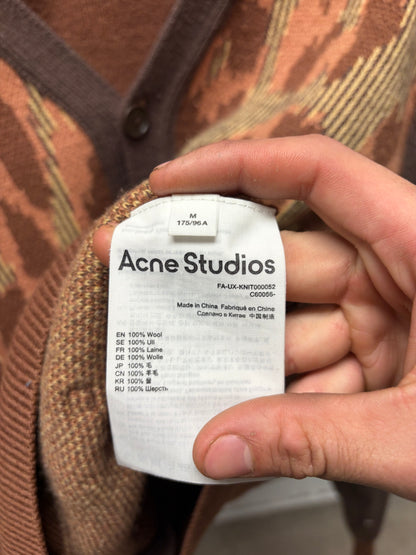 M
175/96A
Acne Studios
FA-UX-KNIT000052
C60056-
Made in China Fabriqué en Chine
Сделано в Китае 中国制造
EN 100% Wool
SE 100% Ull
FR 100% Laine
DE 100% Wolle
JP 100% 毛
CN 100% 羊毛
KR 100% 울
RU 100% Шерсть